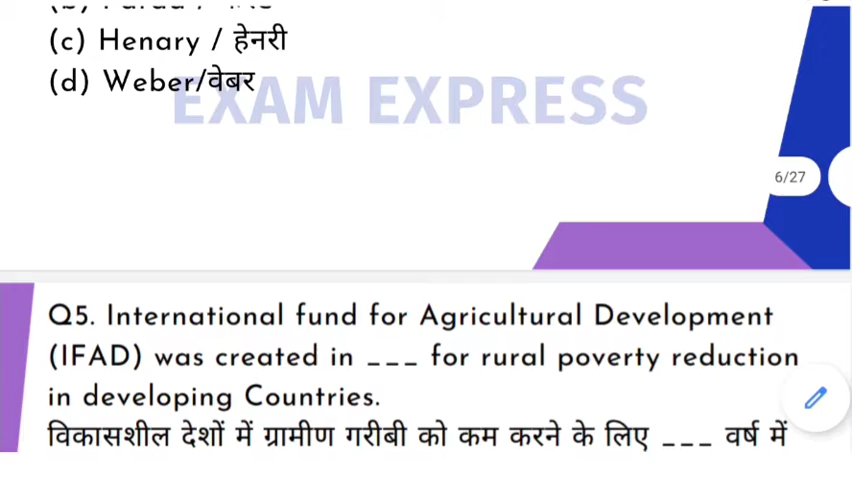 (c) Henary / हेनरी
(d) Weber/वेबर
EXAM EXPRESS
6/27
Q5. International fund for Agricultural Development
(IFAD) was created in ___ for rural poverty reduction
in developing Countries.
विकासशील देशों में ग्रामीण गरीबी को कम करने के लिए ___ वर्ष में